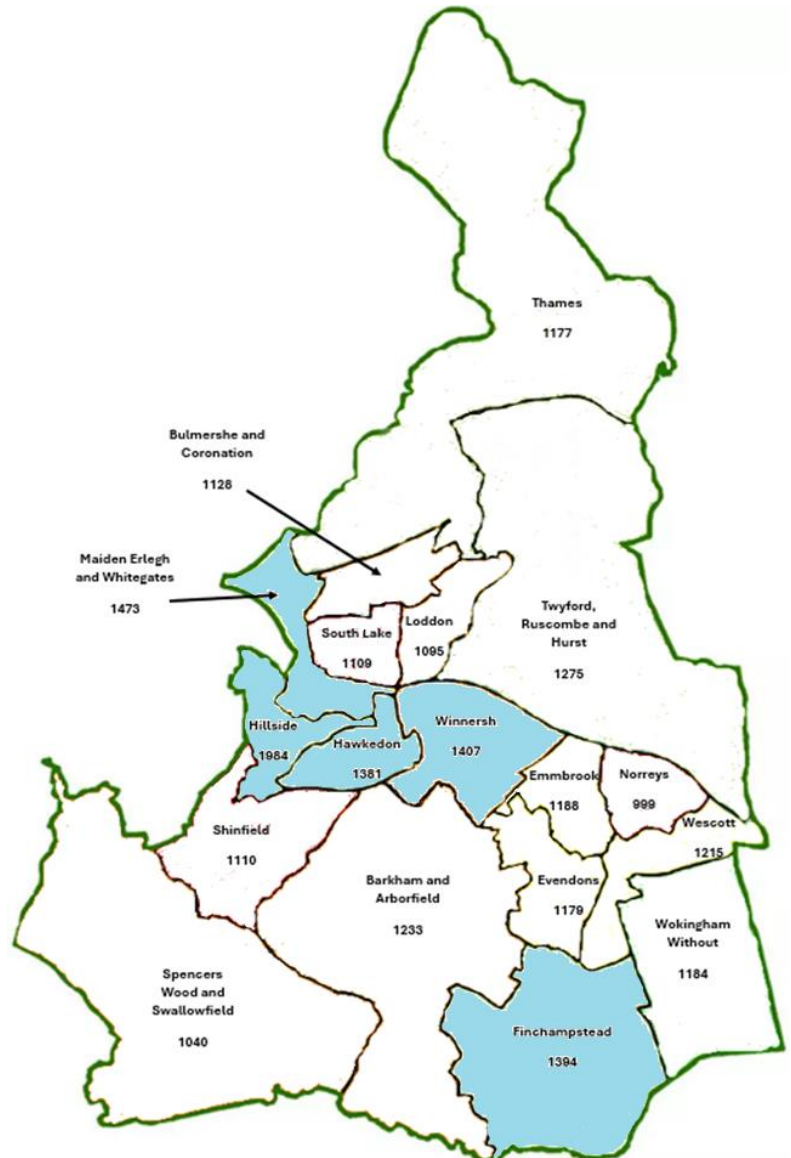 Thames
1177
Bulmershe and
Coronation
1128
Maiden Erlegh
and Whitegates
1473
South Lake
1109
Loddon
1095
Twyford,
Ruscombe and
Hurst
1275
Hillside
1984
Hawkedon
1381
Winnersh
1407
Emmbrook
1188
Norreys
999
Wescott
1215
Shinfield
1110
Barkham and
Arborfield
1233
Evendons
1179
Wokingham
Without
1184
Spencers
Wood and
Swallowfield
1040
Finchampstead
1394